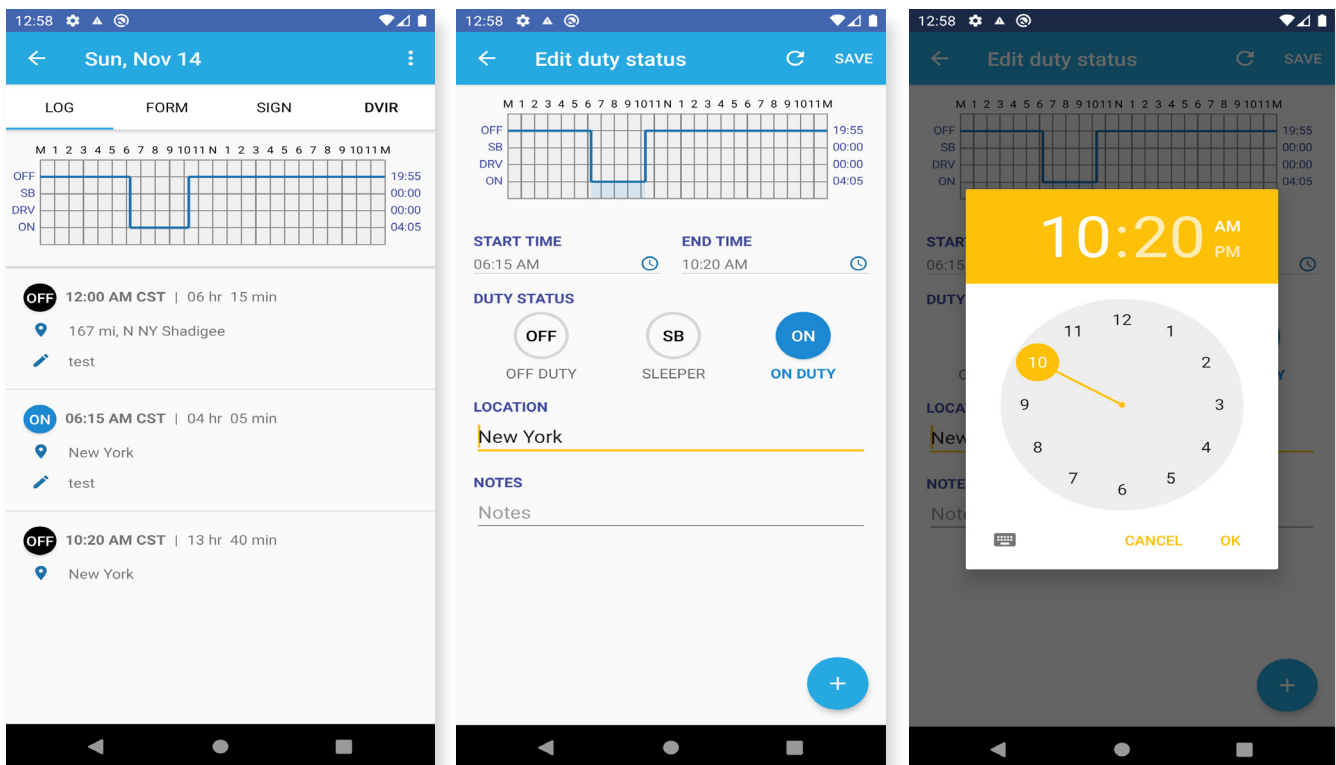 12:58
Sun, Nov 14
LOG FORM SIGN DVIR
M 1 2 3 4 5 6 7 8 9 10 11 N 1 2 3 4 5 6 7 8 9 10 11 M
OFF 19:55
SB 00:00
DRV 00:00
ON 04:05
OFF 12:00 AM CST | 06 hr 15 min
167 mi, N NY Shadigee
test
ON 06:15 AM CST | 04 hr 05 min
New York
test
OFF 10:20 AM CST | 13 hr 40 min
New York
12:58
Edit duty status SAVE
M 1 2 3 4 5 6 7 8 9 10 11 N 1 2 3 4 5 6 7 8 9 10 11 M
OFF 19:55
SB 00:00
DRV 00:00
ON 04:05
START TIME END TIME
06:15 AM 10:20 AM
DUTY STATUS
OFF SB ON
OFF DUTY SLEEPER ON DUTY
LOCATION
New York
NOTES
Notes
+
12:58
Edit duty status SAVE
M 1 2 3 4 5 6 7 8 9 10 11 N 1 2 3 4 5 6 7 8 9 10 11 M
OFF 19:55
SB 00:00
DRV 00:00
ON 04:05
STAR
06:15
DUTY
LOCA
New
NOTE
Not
10:20 AM
PM
12
11 1
10 2
9 3
8 4
7 5
6
CANCEL OK
+